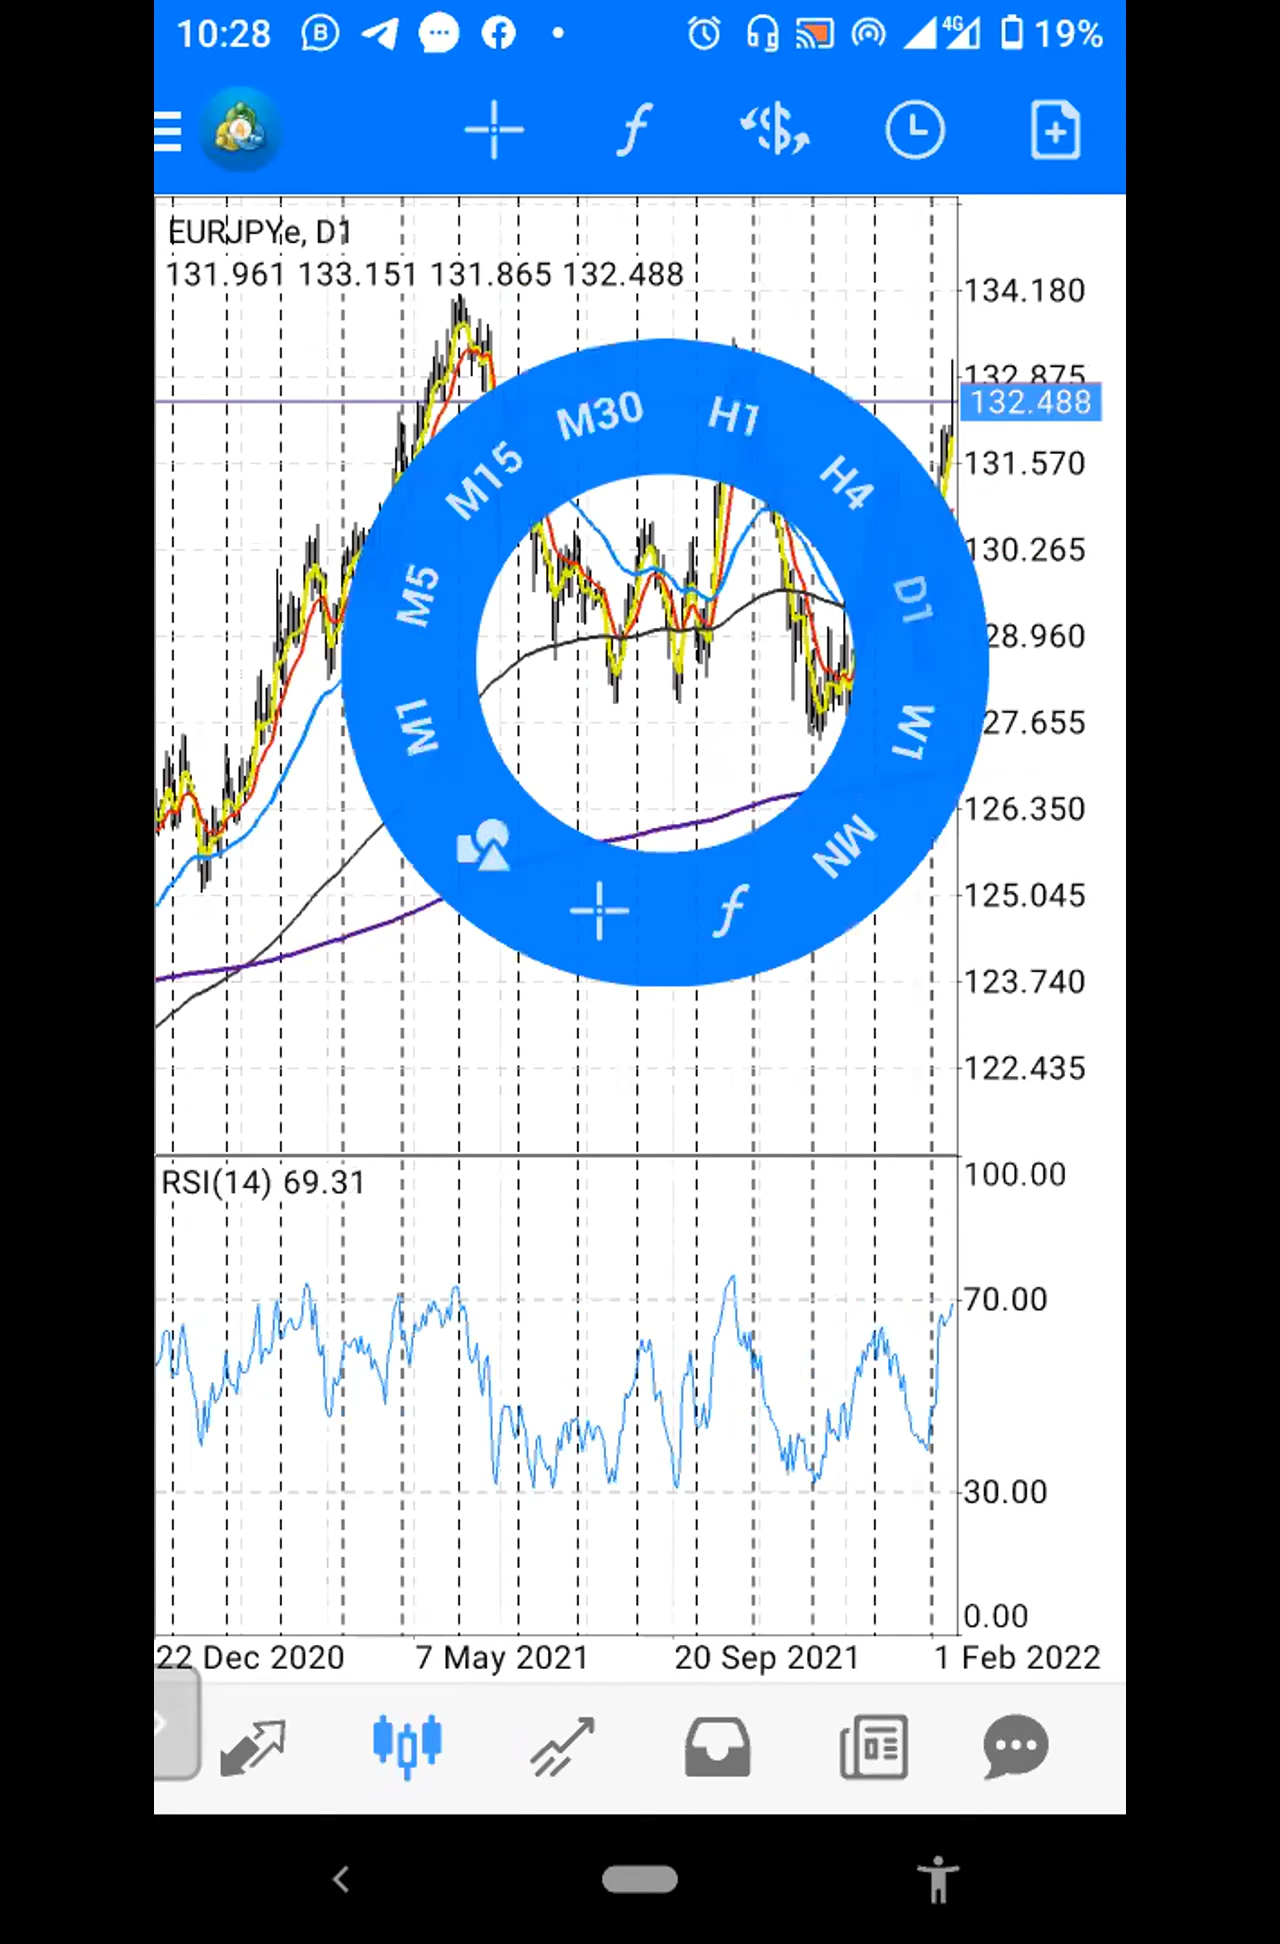 10:28
B
4G
19%
4
EURJPYe, D1
131.961 133.151 131.865 132.488
134.180
132.875
132.488
131.570
130.265
28.960
27.655
126.350
125.045
123.740
122.435
M30
H1
M15
H4
M5
D1
M1
W1
MN
f
f
RSI(14) 69.31
100.00
70.00
30.00
0.00
22 Dec 2020
7 May 2021
20 Sep 2021
1 Feb 2022